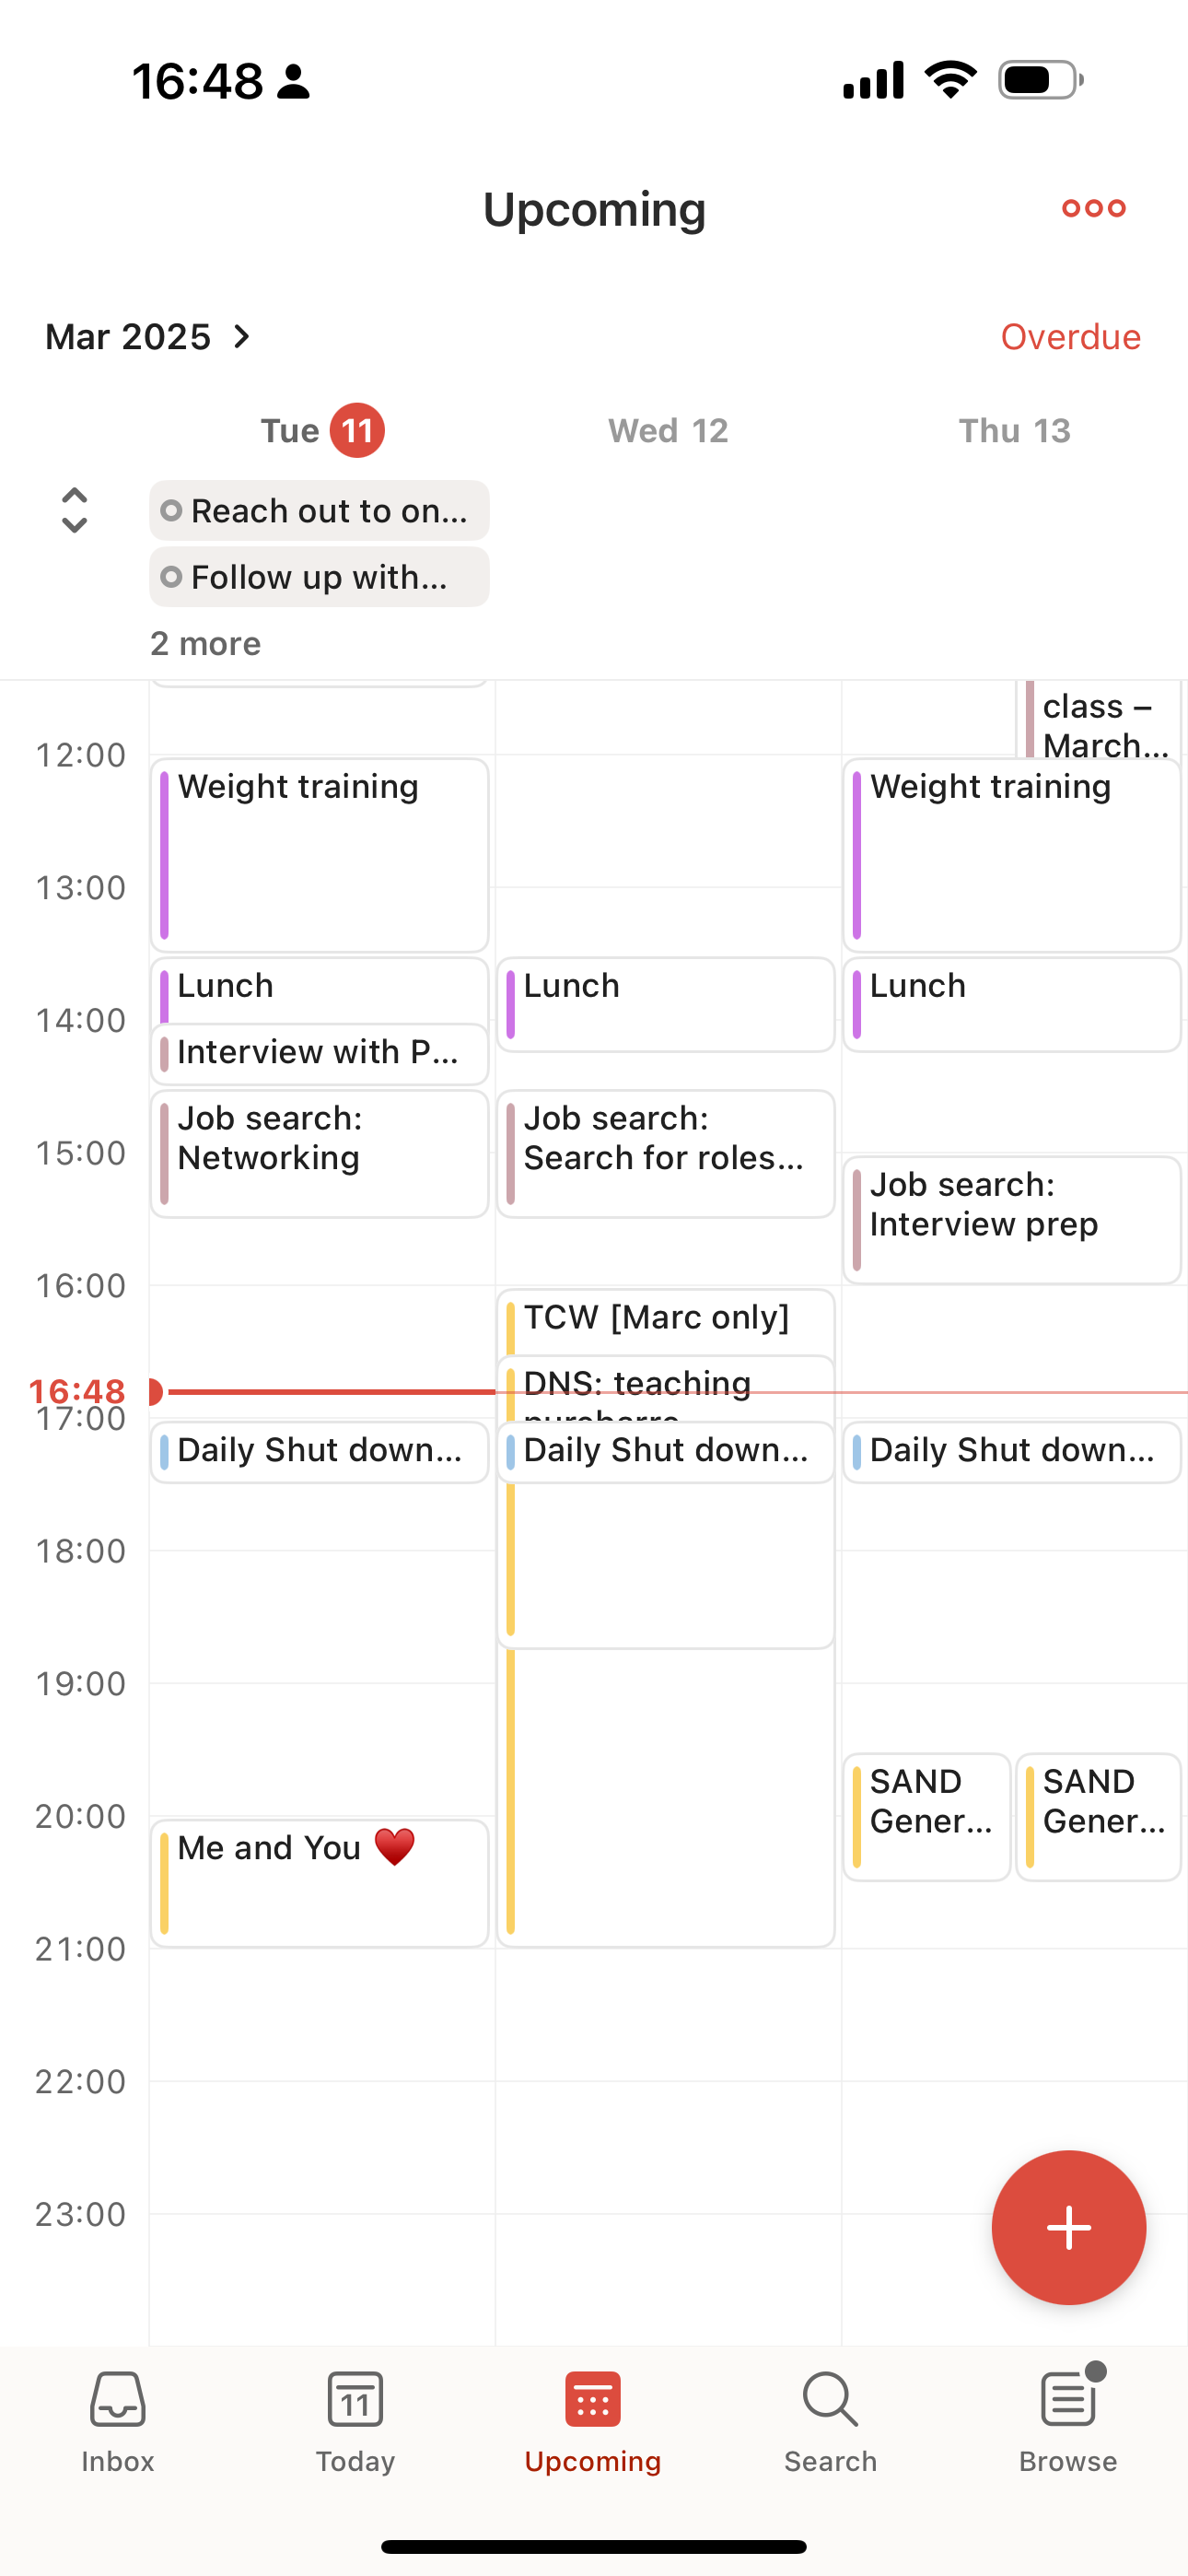 16:48
Upcoming
Mar 2025
Overdue
Tue 11
Wed 12
Thu 13
Reach out to on...
Follow up with...
2 more
class –
March...
12:00
Weight training
Weight training
13:00
Lunch
Lunch
Lunch
14:00
Interview with P...
Job search:
Networking
Job search:
Search for roles...
15:00
Job search:
Interview prep
16:00
TCW [Marc only]
DNS: teaching
16:48
17:00
Daily Shut down...
Daily Shut down...
Daily Shut down...
18:00
19:00
SAND
Gener...
SAND
Gener...
20:00
Me and You ♥
21:00
22:00
23:00
Inbox
11
Today
Upcoming
Search
Browse